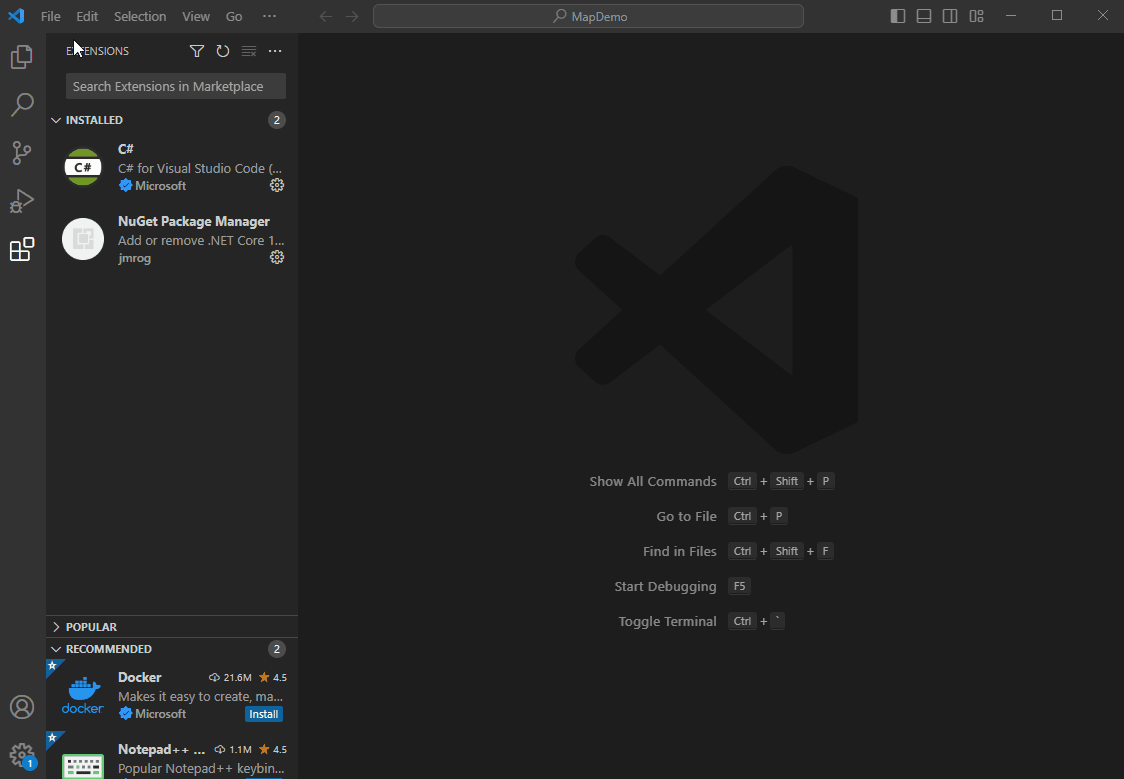 File Edit Selection View Go ···
MapDemo
EXTENSIONS
Search Extensions in Marketplace
INSTALLED 2
C#
C#
C# for Visual Studio Code (...
Microsoft
NuGet Package Manager
Add or remove .NET Core 1...
jmrog
Show All Commands Ctrl + Shift + P
Go to File Ctrl + P
Find in Files Ctrl + Shift + F
Start Debugging F5
Toggle Terminal Ctrl + `
POPULAR
RECOMMENDED 2
Docker 21.6M 4.5
Makes it easy to create, ma...
docker
Microsoft Install
Notepad++ ... 1.1M 4.5
Popular Notepad++ keybin...
1